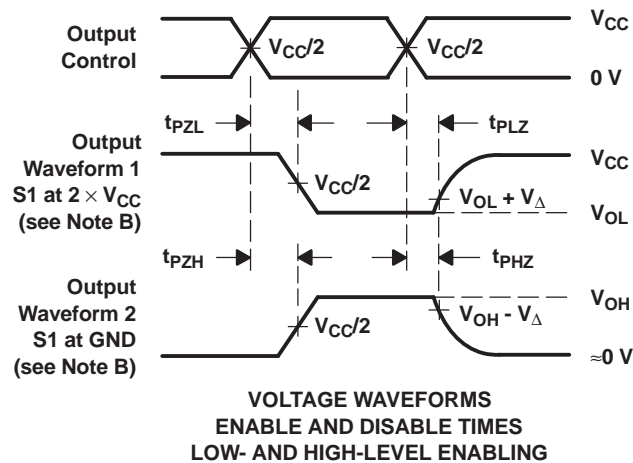 Output
Control
V_CC/2
V_CC/2
V_CC
0 V
t_PZL
t_PLZ
Output
Waveform 1
S1 at 2 × V_CC
(see Note B)
V_CC/2
V_CC
V_OL + V_Δ
V_OL
t_PZH
t_PHZ
Output
Waveform 2
S1 at GND
(see Note B)
V_CC/2
V_OH
V_OH - V_Δ
≈0 V
VOLTAGE WAVEFORMS
ENABLE AND DISABLE TIMES
LOW- AND HIGH-LEVEL ENABLING